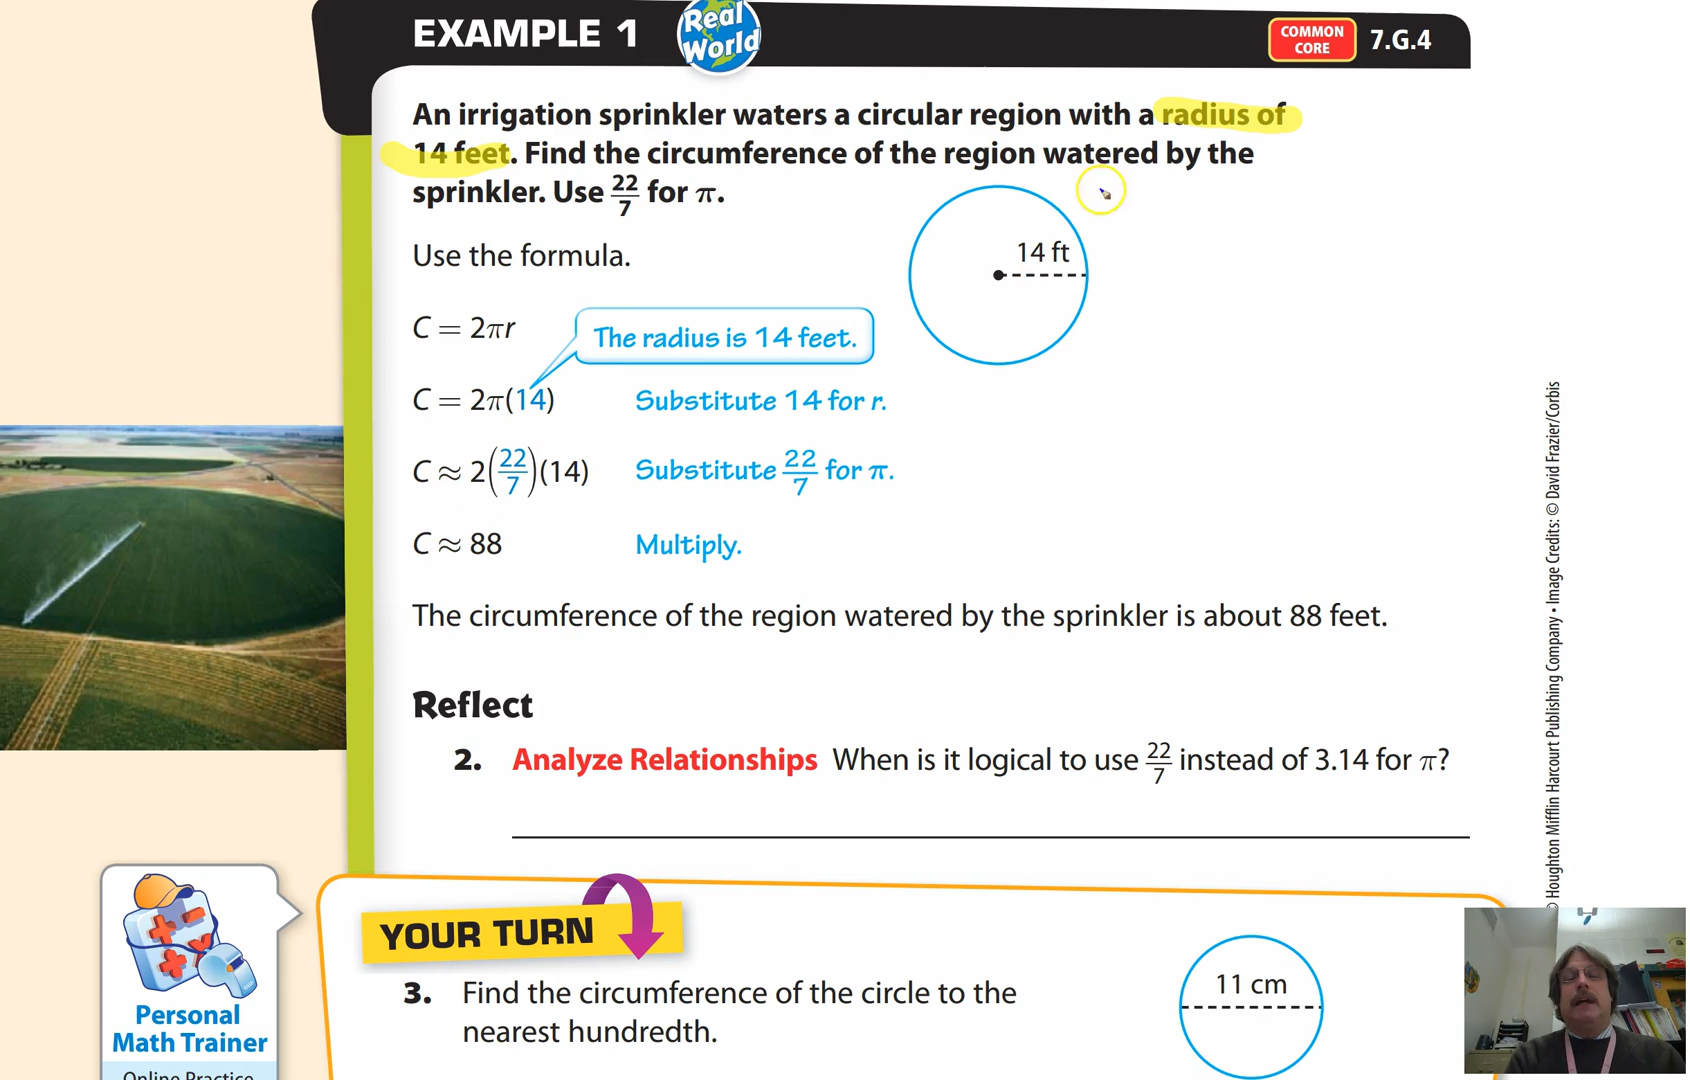 EXAMPLE 1
Real
World
COMMON
CORE
7.G.4
An irrigation sprinkler waters a circular region with a radius of
14 feet. Find the circumference of the region watered by the
sprinkler. Use 22/7 for π.
14 ft
Use the formula.
C = 2πr
The radius is 14 feet.
C = 2π(14) Substitute 14 for r.
C ≈ 2(22/7)(14) Substitute 22/7 for π.
C ≈ 88 Multiply.
The circumference of the region watered by the sprinkler is about 88 feet.
Reflect
2. Analyze Relationships When is it logical to use 22/7 instead of 3.14 for π?
YOUR TURN
3. Find the circumference of the circle to the
nearest hundredth.
11 cm
Personal
Math Trainer
Online Practice
© Houghton Mifflin Harcourt Publishing Company • Image Credits: © David Frazier/Corbis